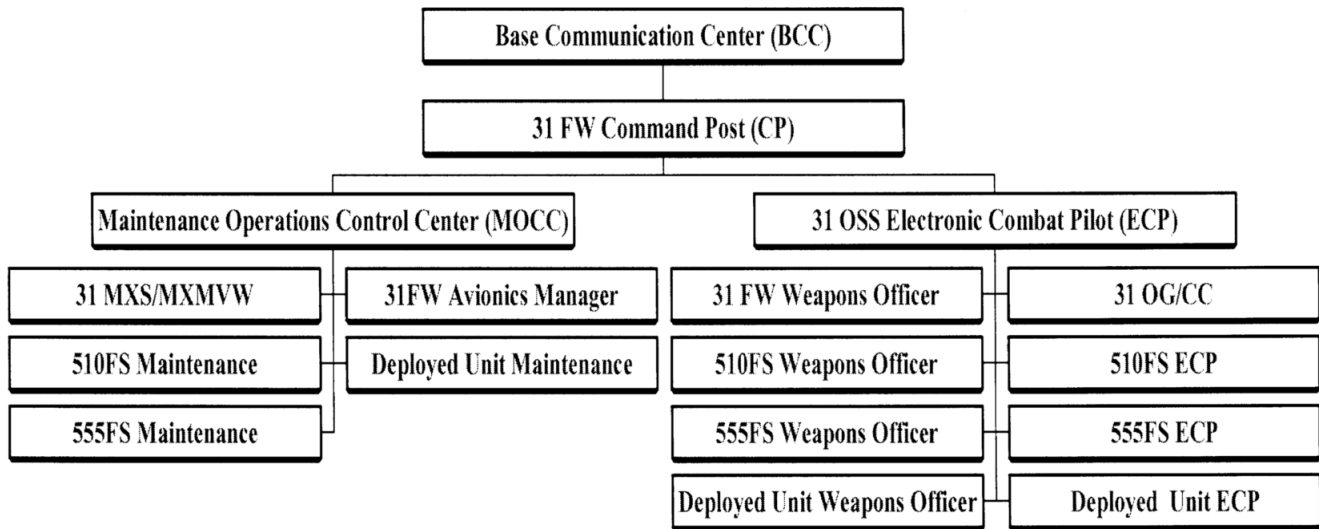 Base Communication Center (BCC)
31 FW Command Post (CP)
Maintenance Operations Control Center (MOCC)
31 OSS Electronic Combat Pilot (ECP)
31 MXS/MXMVW
31FW Avionics Manager
510FS Maintenance
Deployed Unit Maintenance
555FS Maintenance
31 FW Weapons Officer
31 OG/CC
510FS Weapons Officer
510FS ECP
555FS Weapons Officer
555FS ECP
Deployed Unit Weapons Officer
Deployed Unit ECP